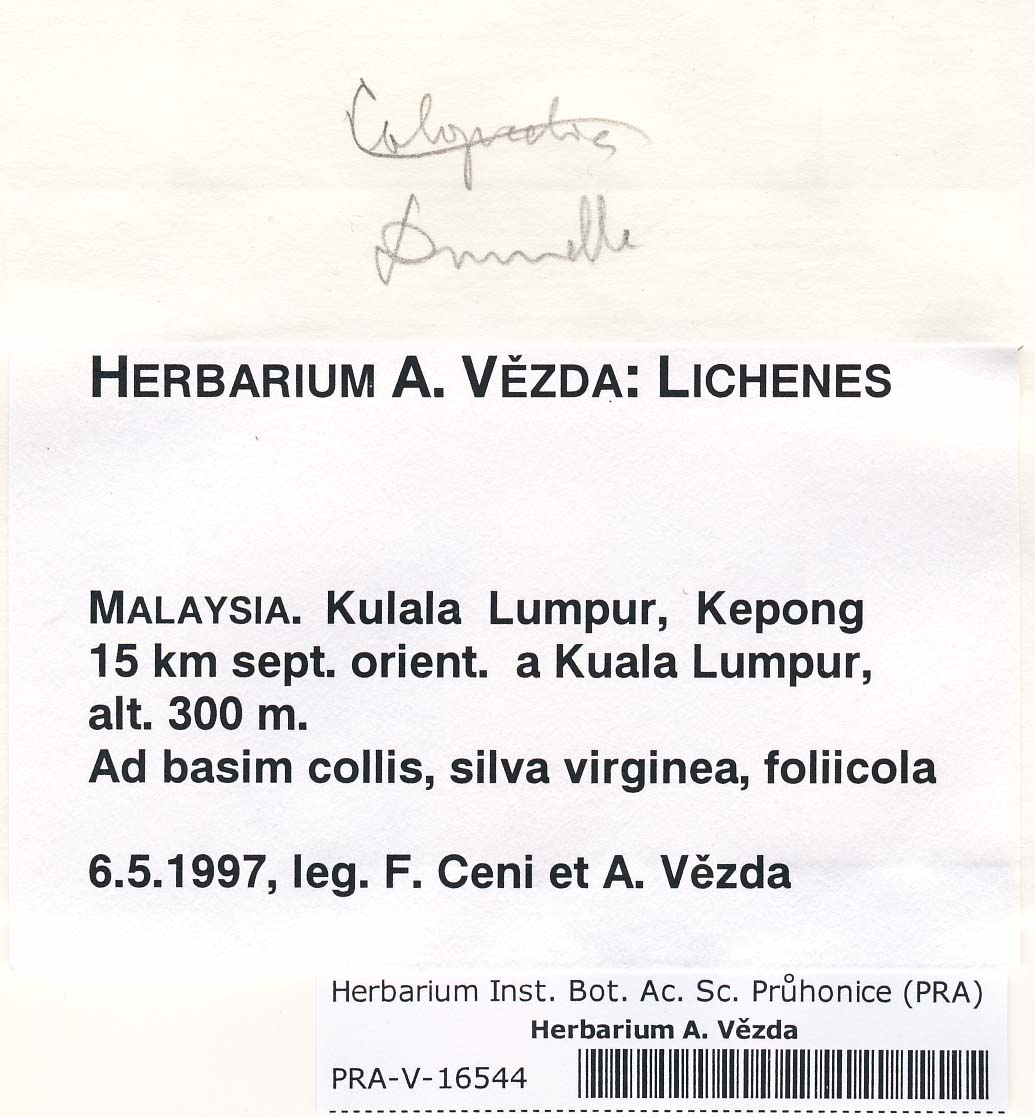 HERBARIUM A. VĚZDA: LICHENES
MALAYSIA. Kulala Lumpur, Kepong
15 km sept. orient. a Kuala Lumpur,
alt. 300 m.
Ad basim collis, silva virginea, foliicola
6.5.1997, leg. F. Ceni et A. Vězda
Herbarium Inst. Bot. Ac. Sc. Průhonice (PRA)
Herbarium A. Vězda
PRA-V-16544